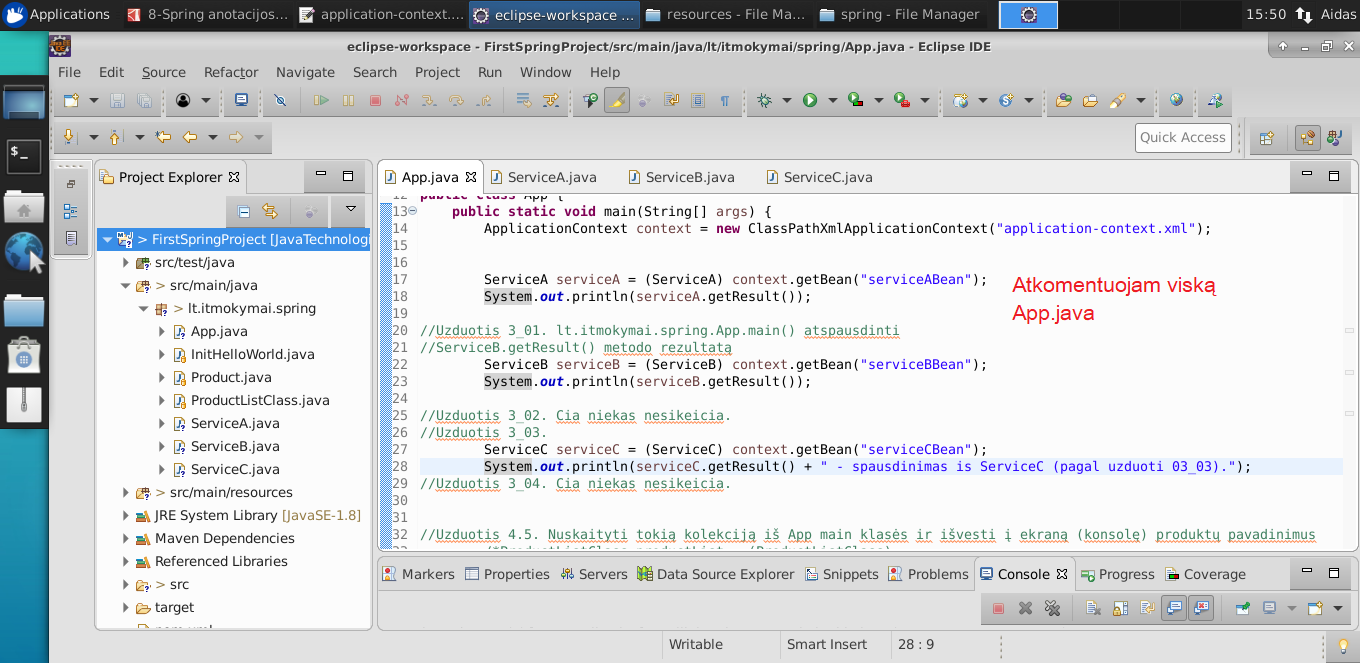 Applications
8-Spring anotacijos...
application-context....
eclipse-workspace ...
resources - File Ma...
spring - File Manager
15:50
Aidas
eclipse-workspace - FirstSpringProject/src/main/java/lt/itmokymai/spring/App.java - Eclipse IDE
File Edit Source Refactor Navigate Search Project Run Window Help
Quick Access
Project Explorer
> FirstSpringProject [JavaTechnologi
src/test/java
> src/main/java
> lt.itmokymai.spring
App.java
InitHelloWorld.java
Product.java
ProductListClass.java
ServiceA.java
ServiceB.java
ServiceC.java
> src/main/resources
JRE System Library [JavaSE-1.8]
Maven Dependencies
Referenced Libraries
> src
target
App.java
ServiceA.java
ServiceB.java
ServiceC.java
12 public class App {
13 public static void main(String[] args) {
14 ApplicationContext context = new ClassPathXmlApplicationContext("application-context.xml");
15
16
17 ServiceA serviceA = (ServiceA) context.getBean("serviceABean");
18 System.out.println(serviceA.getResult());
19
20 //Uzduotis 3_01. lt.itmokymai.spring.App.main() atspausdinti
21 //ServiceB.getResult() metodo rezultatą
22 ServiceB serviceB = (ServiceB) context.getBean("serviceBBean");
23 System.out.println(serviceB.getResult());
24
25 //Uzduotis 3_02. Cia niekas nesikeicia.
26 //Uzduotis 3_03.
27 ServiceC serviceC = (ServiceC) context.getBean("serviceCBean");
28 System.out.println(serviceC.getResult() + " - spausdinimas is ServiceC (pagal uzduoti 03_03).");
29 //Uzduotis 3_04. Cia niekas nesikeicia.
30
31
32 //Uzduotis 4.5. Nuskaityti tokią kolekciją iš App main klasės ir išvesti į ekraną (konsolę) produktų pavadinimus
Atkomentuojam viską
App.java
Markers
Properties
Servers
Data Source Explorer
Snippets
Problems
Console
Progress
Coverage
Writable
Smart Insert
28 : 9